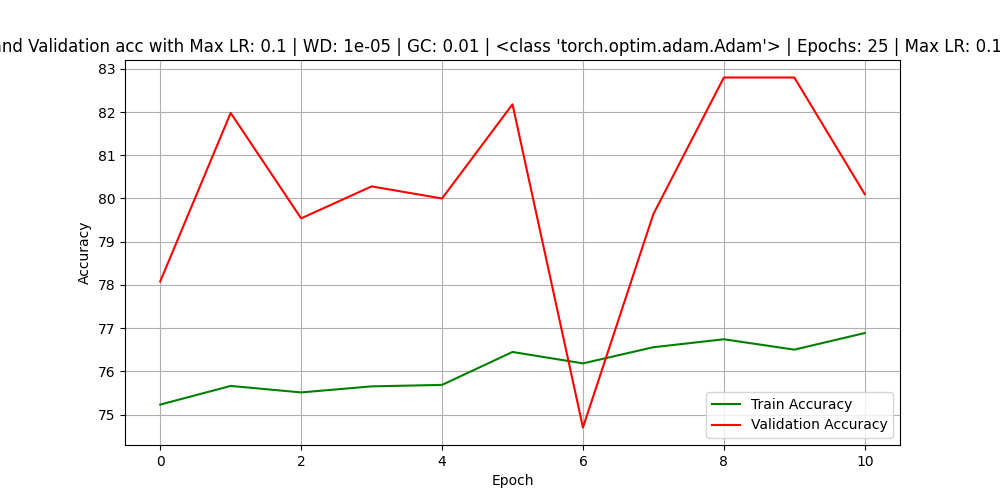 nd Validation acc with Max LR: 0.1 | WD: 1e-05 | GC: 0.01 | <class 'torch.optim.adam.Adam'> | Epochs: 25 | Max LR: 0.1
83
82
81
80
79
78
77
76
75
Accuracy
Train Accuracy
Validation Accuracy
0 2 4 6 8 10
Epoch